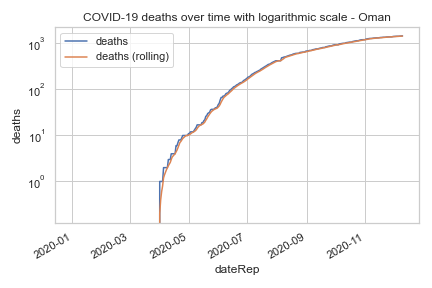 COVID-19 deaths over time with logarithmic scale - Oman
deaths
deaths (rolling)
10³
10²
10¹
10⁰
deaths
2020-01
2020-03
2020-05
2020-07
2020-09
2020-11
dateRep